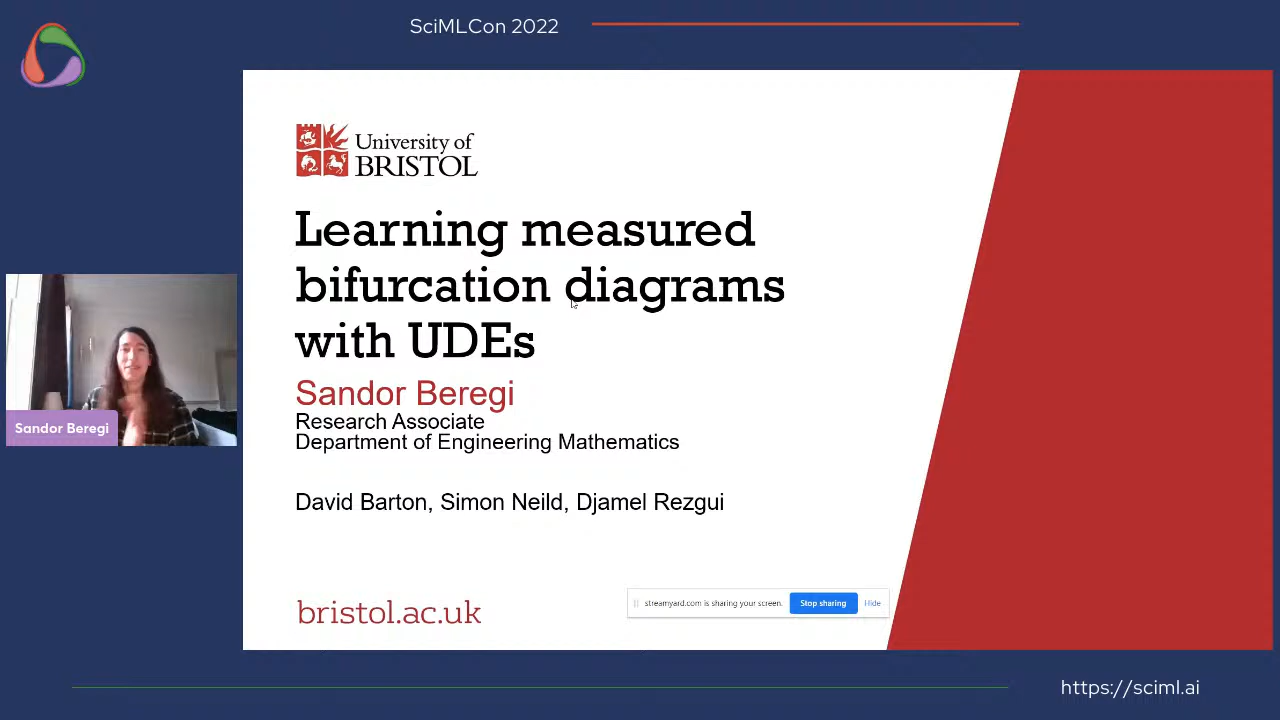 SciMLCon 2022
University of
BRISTOL
Learning measured
bifurcation diagrams
with UDEs
Sandor Beregi
Research Associate
Department of Engineering Mathematics
Sandor Beregi
David Barton, Simon Neild, Djamel Rezgui
bristol.ac.uk
streamyard.com is sharing your screen. Stop sharing Hide
https://sciml.ai